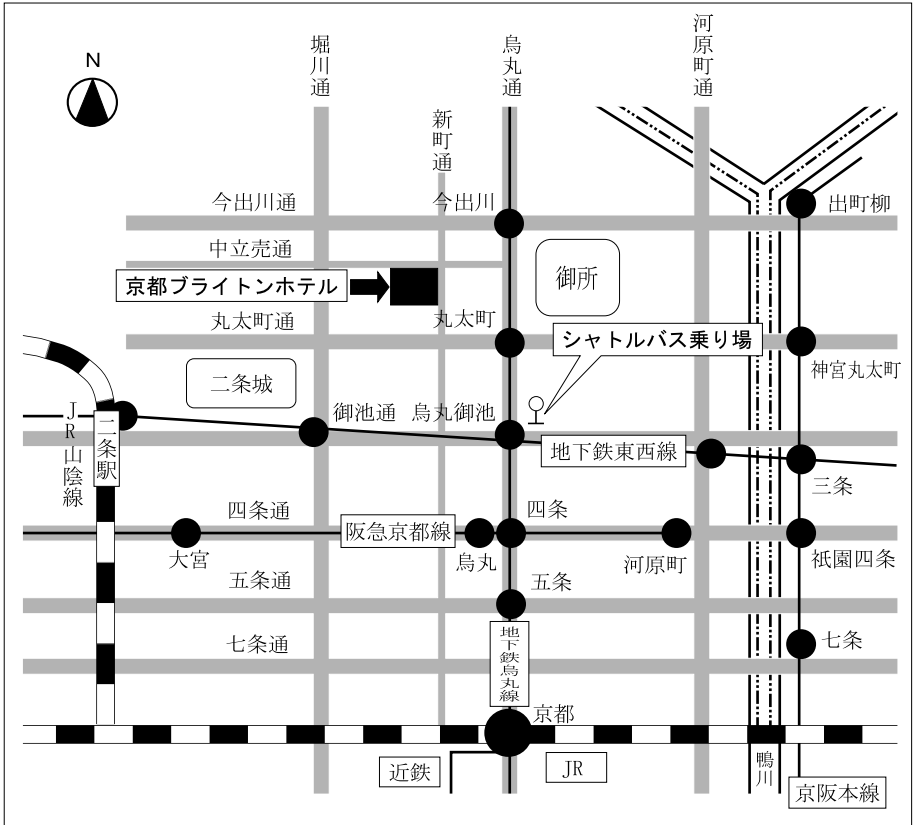 堀川通
烏丸通
河原町通
N
新町通
今出川通
今出川
出町柳
中立売通
御所
京都ブライトンホテル
丸太町通
丸太町
シャトルバス乗り場
神宮丸太町
二条城
JR山陰線
二条駅
御池通
烏丸御池
地下鉄東西線
三条
四条通
阪急京都線
四条
大宮
烏丸
河原町
祇園四条
五条通
五条
七条通
地下鉄烏丸線
七条
京都
近鉄
JR
鴨川
京阪本線